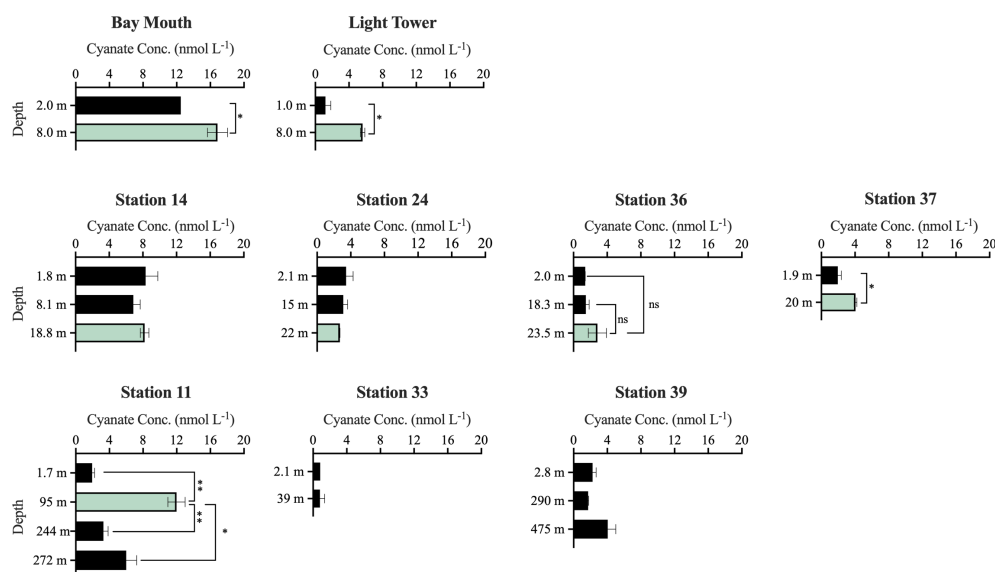 Bay Mouth
Cyanate Conc. (nmol L-1)
0 4 8 12 16 20
Depth
2.0 m
8.0 m
*
Light Tower
Cyanate Conc. (nmol L-1)
0 4 8 12 16 20
1.0 m
8.0 m
*
Station 14
Cyanate Conc. (nmol L-1)
0 4 8 12 16 20
Depth
1.8 m
8.1 m
18.8 m
Station 24
Cyanate Conc. (nmol L-1)
0 4 8 12 16 20
2.1 m
15 m
22 m
Station 36
Cyanate Conc. (nmol L-1)
0 4 8 12 16 20
2.0 m
18.3 m
23.5 m
ns
ns
Station 37
Cyanate Conc. (nmol L-1)
0 4 8 12 16 20
1.9 m
20 m
*
Station 11
Cyanate Conc. (nmol L-1)
0 4 8 12 16 20
Depth
1.7 m
95 m
244 m
272 m
**
**
*
Station 33
Cyanate Conc. (nmol L-1)
0 4 8 12 16 20
2.1 m
39 m
Station 39
Cyanate Conc. (nmol L-1)
0 4 8 12 16 20
2.8 m
290 m
475 m